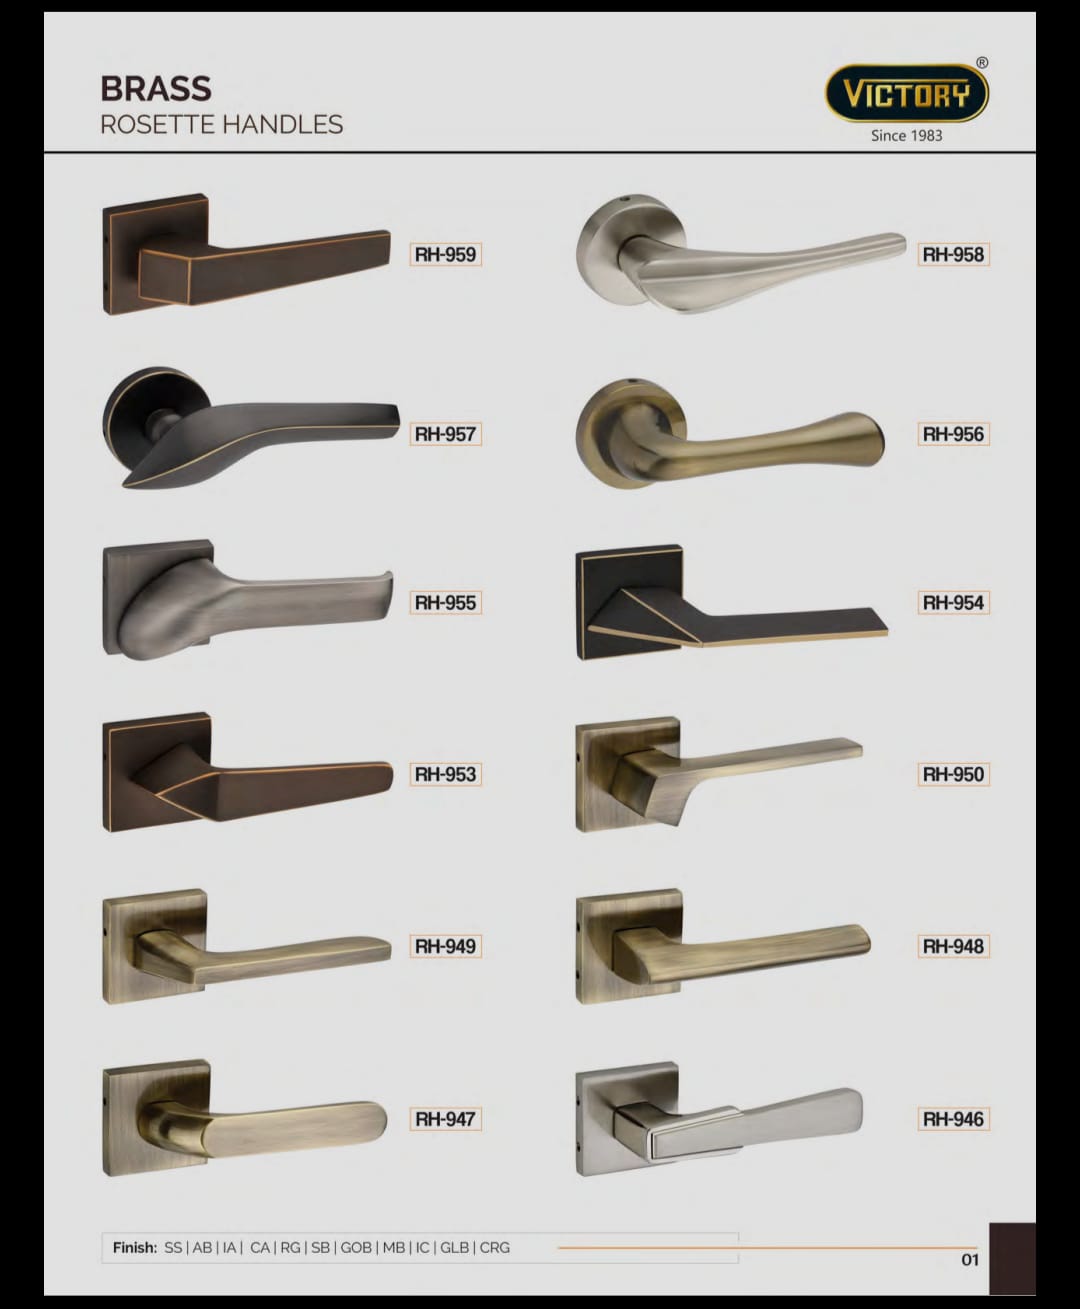 BRASS
ROSETTE HANDLES
VICTORY®
Since 1983
RH-959
RH-958
RH-957
RH-956
RH-955
RH-954
RH-953
RH-950
RH-949
RH-948
RH-947
RH-946
Finish: SS | AB | IA | CA | RG | SB | GOB | MB | IC | GLB | CRG
01